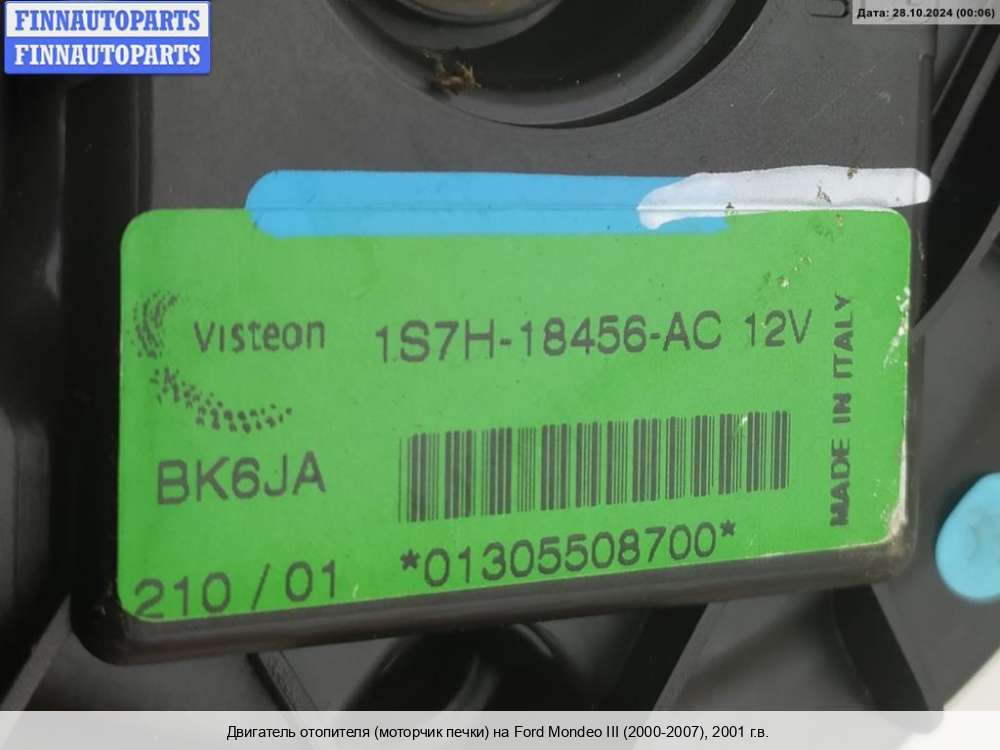 FINNAUTOPARTS
FINNAUTOPARTS
Дата: 28.10.2024 (00:06)
Visteon
1S7H-18456-AC 12V
MADE IN ITALY
BK6JA
*01305508700*
210 / 01
Двигатель отопителя (моторчик печки) на Ford Mondeo III (2000-2007), 2001 г.в.